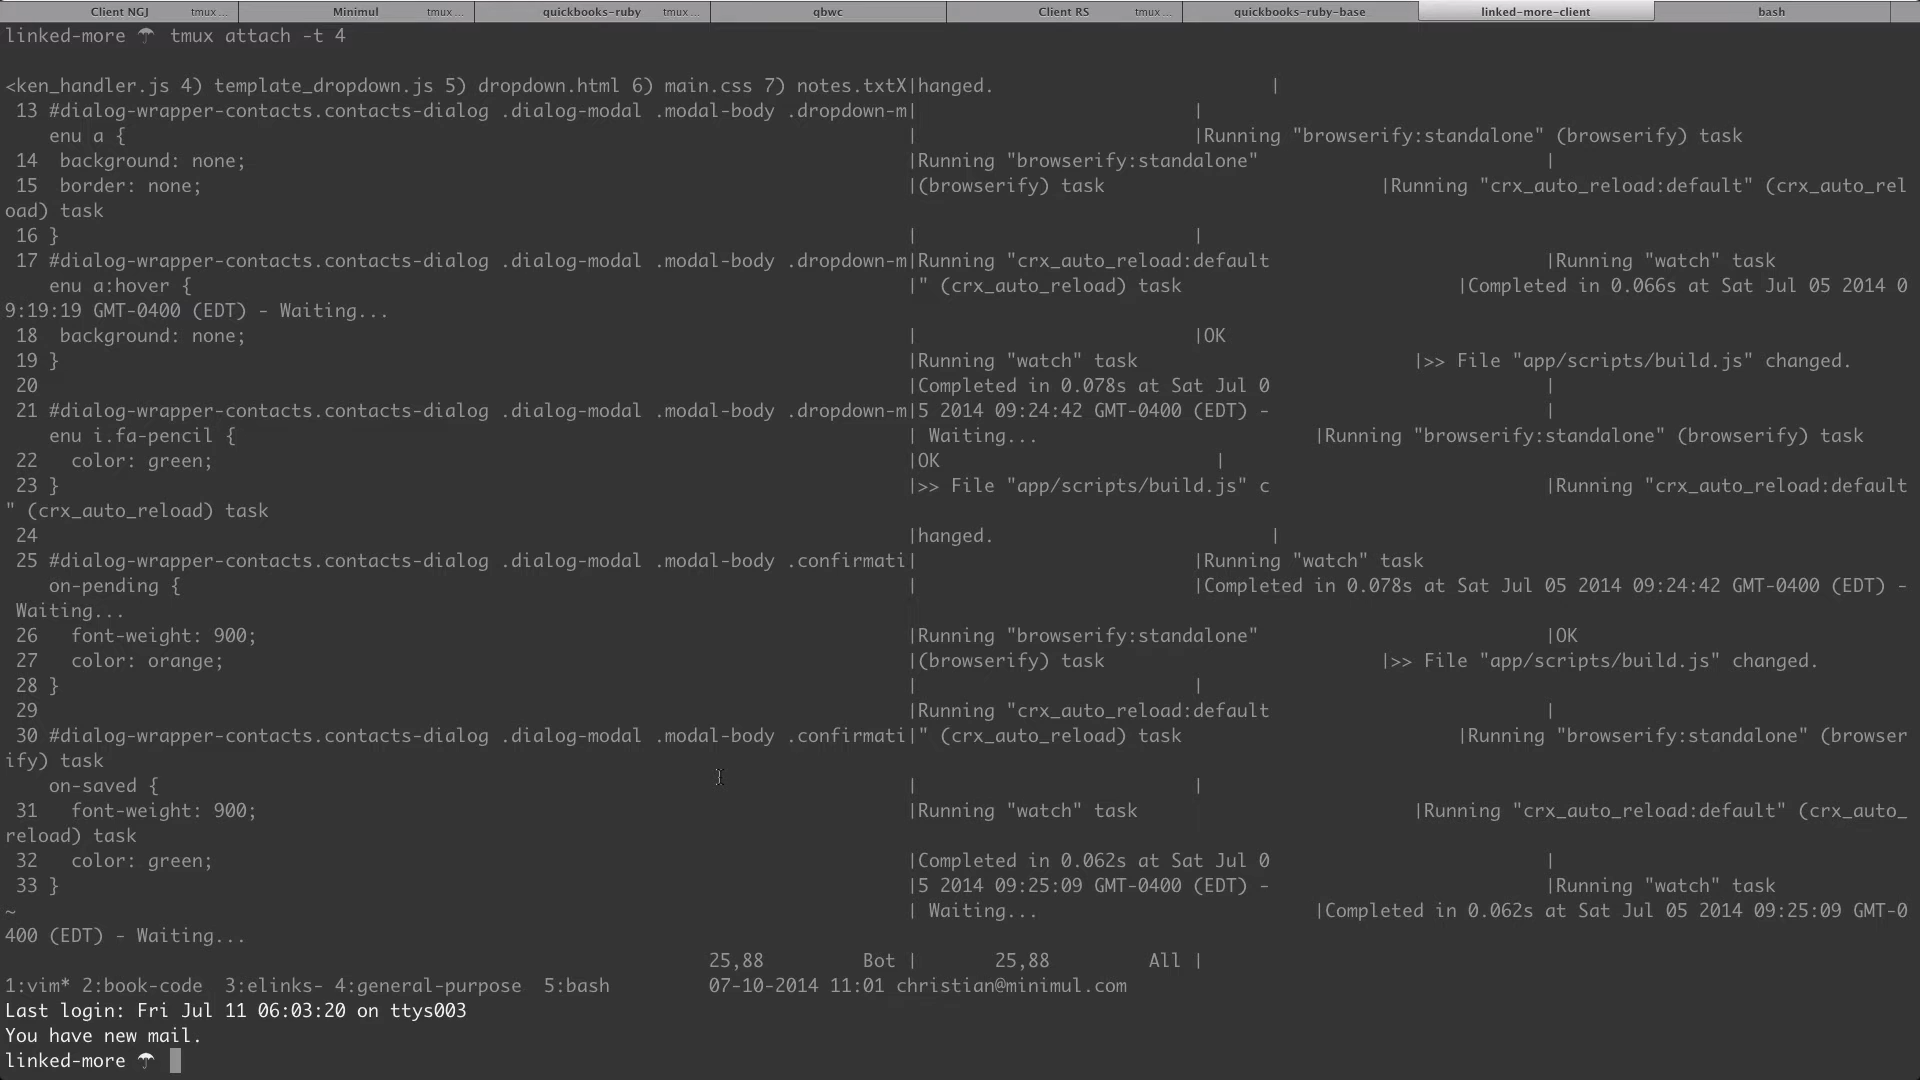 Client NGJ tmux ... Minimul tmux ... quickbooks-ruby tmux ... qbwc Client RS tmux ... quickbooks-ruby-base linked-more-client bash
linked-more ☂ tmux attach -t 4
<ken_handler.js 4) template_dropdown.js 5) dropdown.html 6) main.css 7) notes.txtX|hanged. |
13 #dialog-wrapper-contacts.contacts-dialog .dialog-modal .modal-body .dropdown-m| |
enu a { | |Running "browserify:standalone" (browserify) task
14 background: none; |Running "browserify:standalone" |
15 border: none; |(browserify) task |Running "crx_auto_reload:default" (crx_auto_rel
oad) task
16 } | |
17 #dialog-wrapper-contacts.contacts-dialog .dialog-modal .modal-body .dropdown-m|Running "crx_auto_reload:default |Running "watch" task
enu a:hover { |" (crx_auto_reload) task |Completed in 0.066s at Sat Jul 05 2014 0
9:19:19 GMT-0400 (EDT) - Waiting...
18 background: none; | |OK
19 } |Running "watch" task |>> File "app/scripts/build.js" changed.
20 |Completed in 0.078s at Sat Jul 0 |
21 #dialog-wrapper-contacts.contacts-dialog .dialog-modal .modal-body .dropdown-m|5 2014 09:24:42 GMT-0400 (EDT) - |
enu i.fa-pencil { | Waiting... |Running "browserify:standalone" (browserify) task
22 color: green; |OK |
23 } |>> File "app/scripts/build.js" c |Running "crx_auto_reload:default
" (crx_auto_reload) task
24 |hanged. |
25 #dialog-wrapper-contacts.contacts-dialog .dialog-modal .modal-body .confirmati| |Running "watch" task
on-pending { | |Completed in 0.078s at Sat Jul 05 2014 09:24:42 GMT-0400 (EDT) -
Waiting...
26 font-weight: 900; |Running "browserify:standalone" |OK
27 color: orange; |(browserify) task |>> File "app/scripts/build.js" changed.
28 } | |
29 |Running "crx_auto_reload:default |
30 #dialog-wrapper-contacts.contacts-dialog .dialog-modal .modal-body .confirmati|" (crx_auto_reload) task |Running "browserify:standalone" (browser
ify) task
on-saved { | |
31 font-weight: 900; |Running "watch" task |Running "crx_auto_reload:default" (crx_auto_
reload) task
32 color: green; |Completed in 0.062s at Sat Jul 0 |
33 } |5 2014 09:25:09 GMT-0400 (EDT) - |Running "watch" task
~ | Waiting... |Completed in 0.062s at Sat Jul 05 2014 09:25:09 GMT-0
400 (EDT) - Waiting...
25,88 Bot | 25,88 All |
1:vim* 2:book-code 3:elinks- 4:general-purpose 5:bash 07-10-2014 11:01 christian@minimul.com
Last login: Fri Jul 11 06:03:20 on ttys003
You have new mail.
linked-more ☂